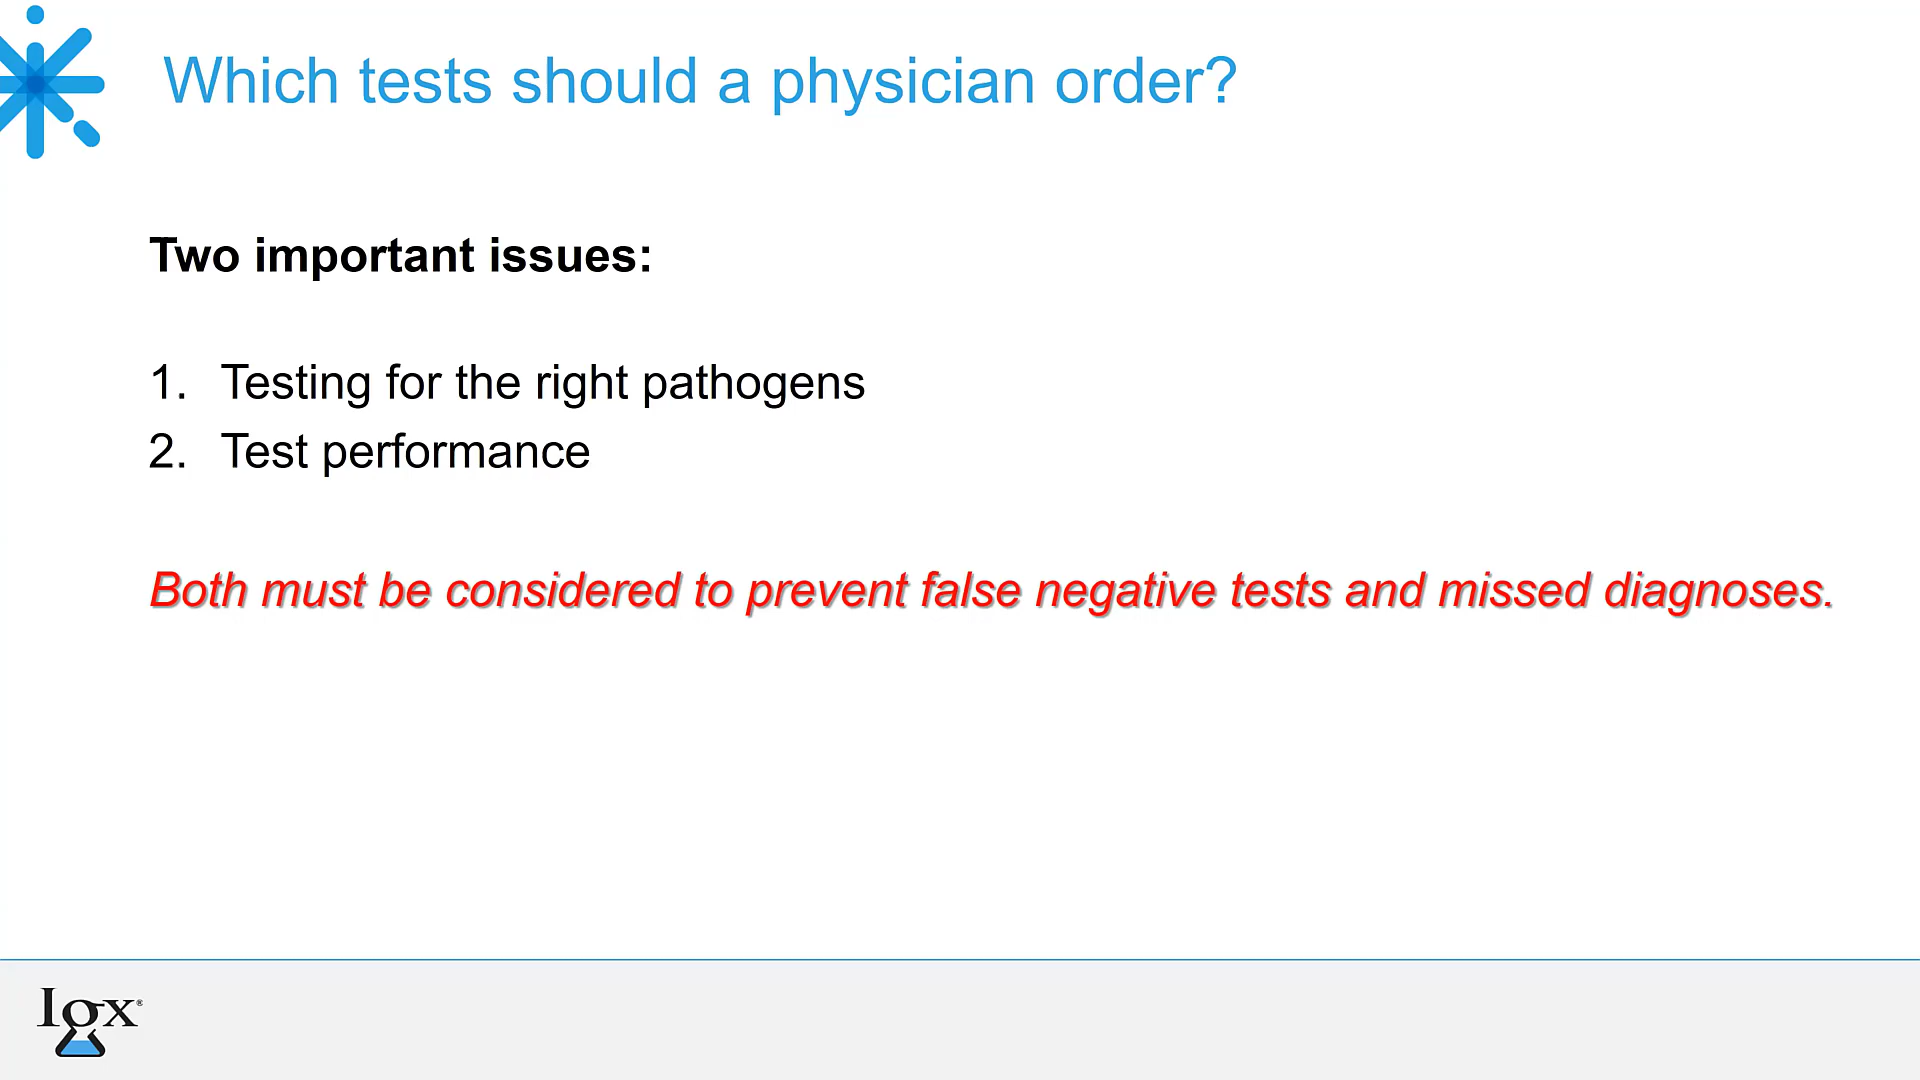 Which tests should a physician order?
Two important issues:
1. Testing for the right pathogens
2. Test performance
Both must be considered to prevent false negative tests and missed diagnoses.
Igx®